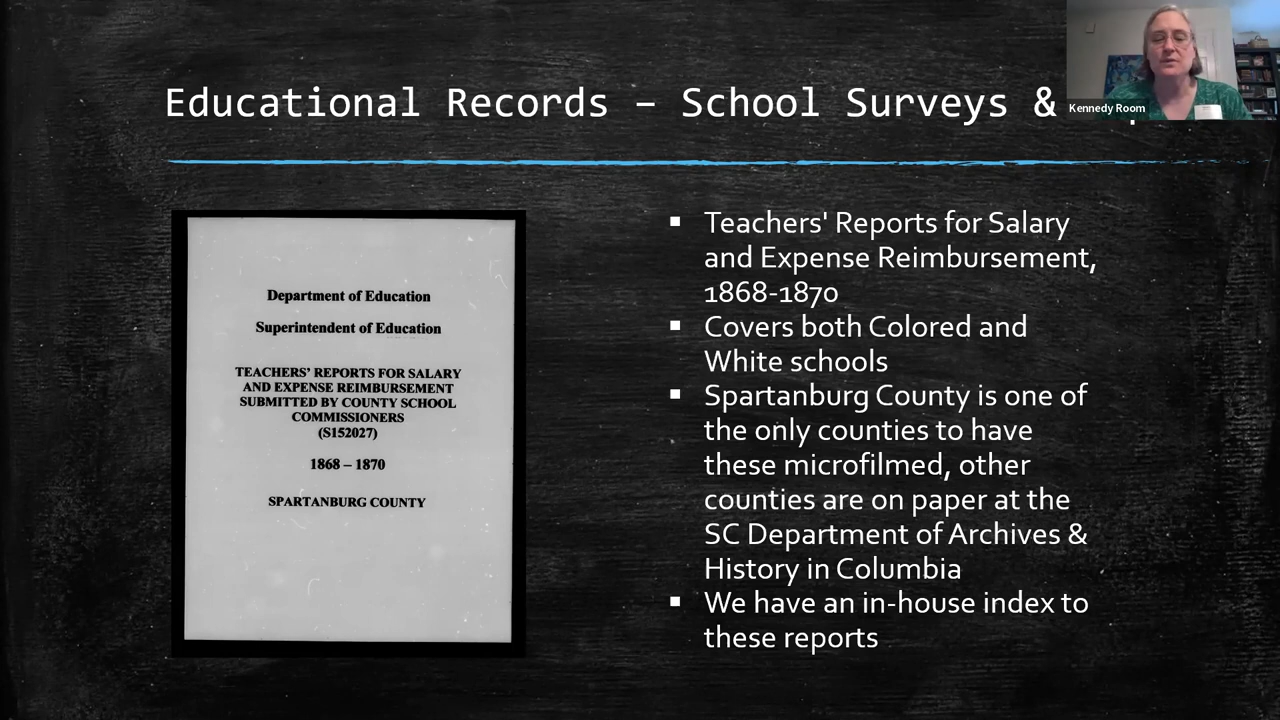 Educational Records – School Surveys &
Kennedy Room
Department of Education
Superintendent of Education
TEACHERS' REPORTS FOR SALARY
AND EXPENSE REIMBURSEMENT
SUBMITTED BY COUNTY SCHOOL
COMMISSIONERS
(S152027)
1868 – 1870
SPARTANBURG COUNTY
▪ Teachers' Reports for Salary
and Expense Reimbursement,
1868-1870
▪ Covers both Colored and
White schools
▪ Spartanburg County is one of
the only counties to have
these microfilmed, other
counties are on paper at the
SC Department of Archives &
History in Columbia
▪ We have an in-house index to
these reports